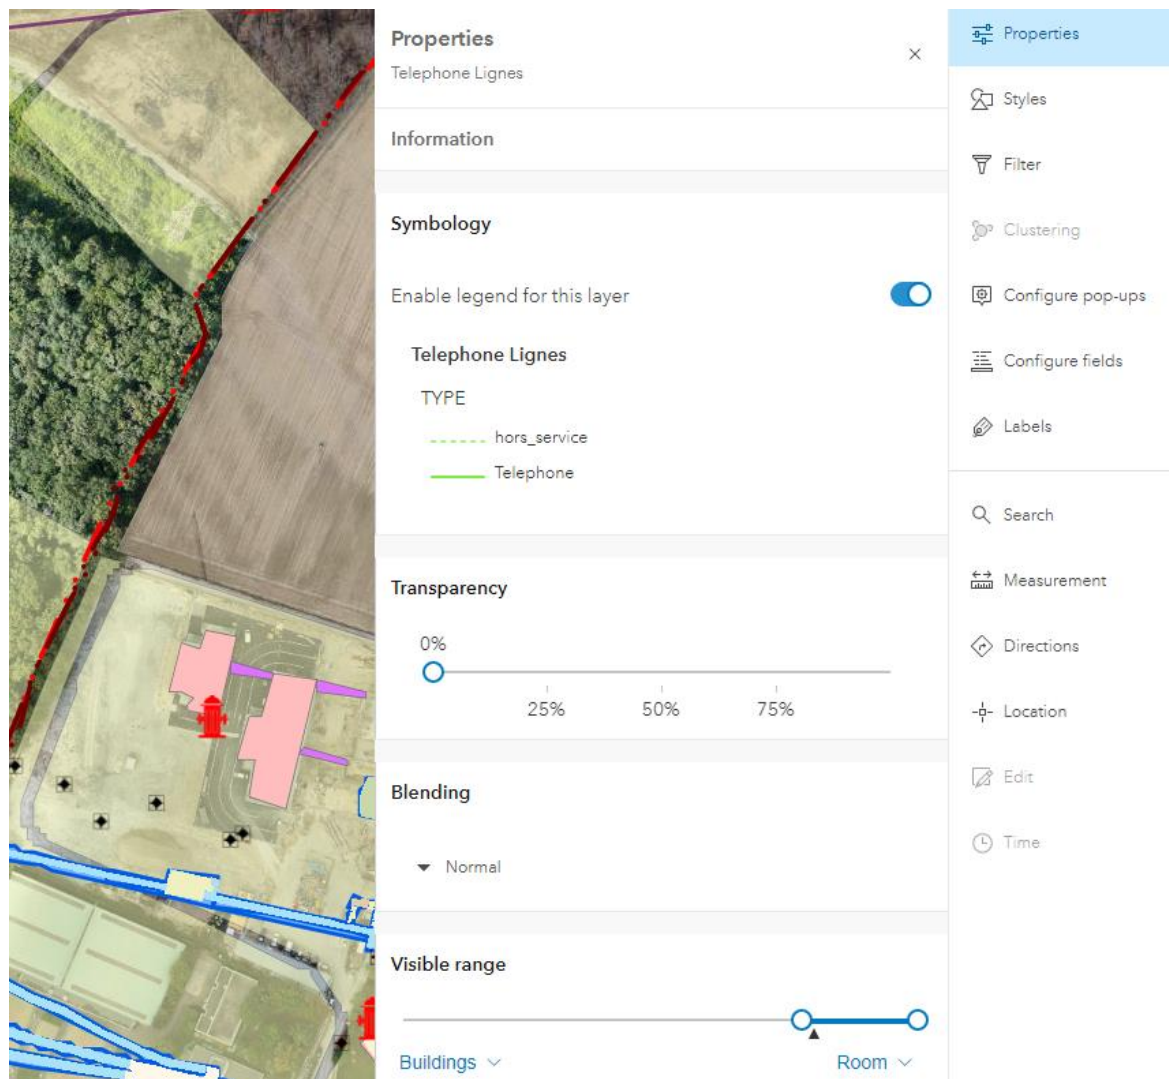 Properties
Telephone Lignes
Information
Symbology
Enable legend for this layer
Telephone Lignes
TYPE
hors_service
Telephone
Transparency
0%
25% 50% 75%
Blending
Normal
Visible range
Buildings Room
Properties
Styles
Filter
Clustering
Configure pop-ups
Configure fields
Labels
Search
Measurement
Directions
Location
Edit
Time